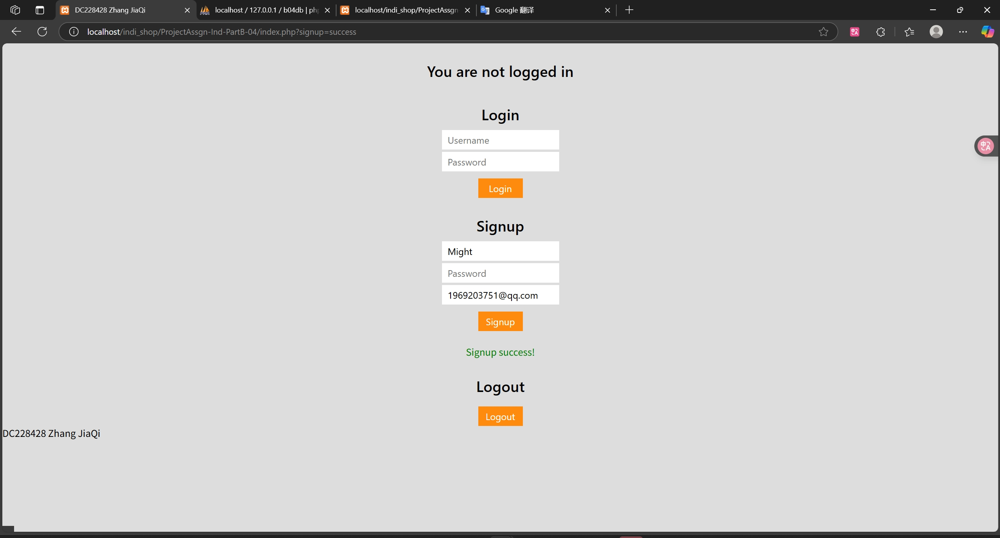 DC228428 Zhang JiaQi
localhost / 127.0.0.1 / b04db | php
localhost/indi_shop/ProjectAssgn
Google 翻译
localhost/indi_shop/ProjectAssgn-Ind-PartB-04/index.php?signup=success
You are not logged in
Login
Username
Password
Login
Signup
Might
Password
1969203751@qq.com
Signup
Signup success!
Logout
Logout
DC228428 Zhang JiaQi